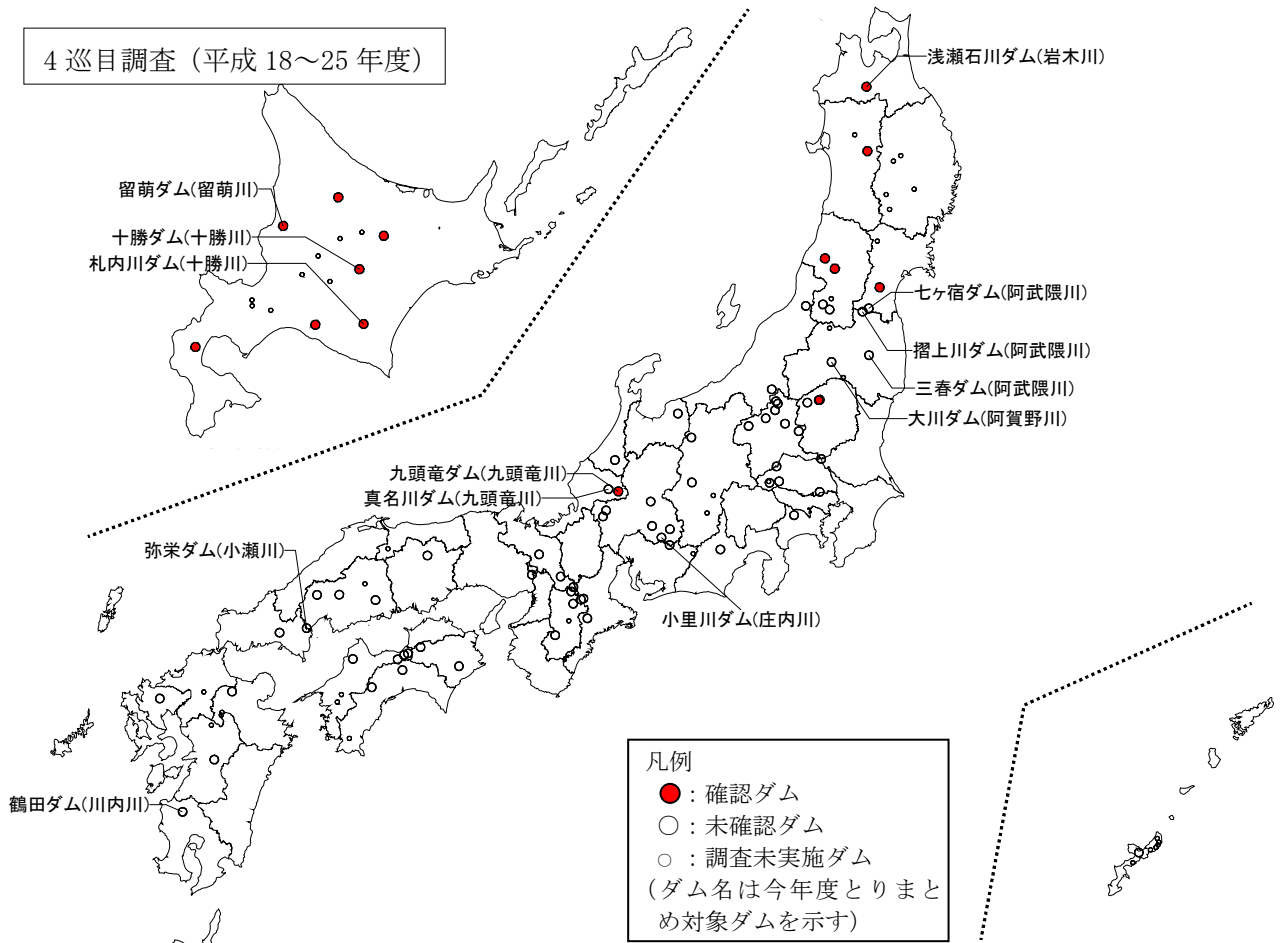 4巡目調査（平成 18～25 年度）
浅瀬石川ダム(岩木川)
留萌ダム(留萌川)
十勝ダム(十勝川)
札内川ダム(十勝川)
七ヶ宿ダム(阿武隈川)
摺上川ダム(阿武隈川)
三春ダム(阿武隈川)
大川ダム(阿賀野川)
九頭竜ダム(九頭竜川)
真名川ダム(九頭竜川)
弥栄ダム(小瀬川)
小里川ダム(庄内川)
鶴田ダム(川内川)
凡例
●：確認ダム
○：未確認ダム
○：調査未実施ダム
(ダム名は今年度とりまと
め対象ダムを示す)